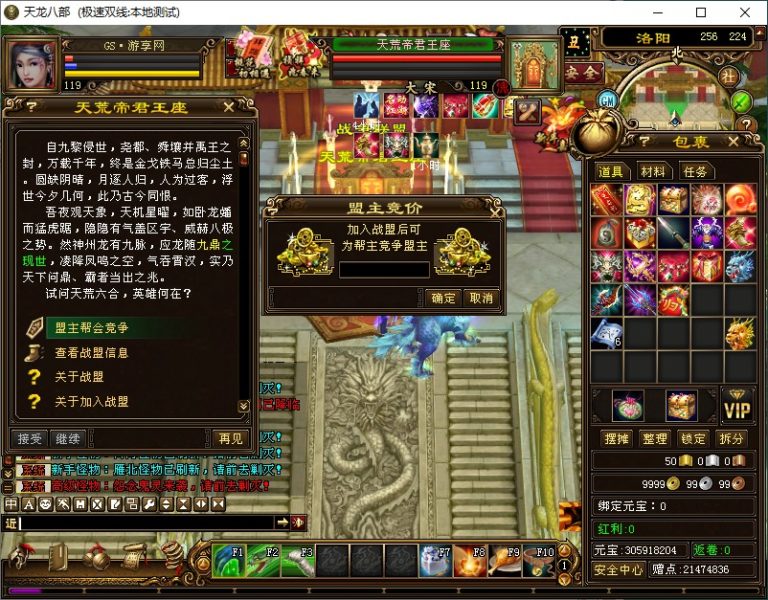 天龙八部 (极速双线:本地测试)
GS·游享网
119
天荒帝君王座
大宋
119
丑
洛阳
256 224
安全
北
社
GM
天荒帝君王座
自九黎侵世，尧都、舜壤并禹王之
封，万载千年，终是金戈铁马总归尘土
。圆缺阴晴，月逐人归，人为过客，浮
世今夕几何，此乃古今同恨。
吾夜观天象，天机星曜，如卧龙蟠
而猛虎踞，隐隐有气盖区宇、威赫八极
之势。然神州龙有九脉，应龙随九鼎之
现世，凌降凤鸣之空，气吞霄汉，实乃
天下问鼎、霸者当出之兆。
试问天荒六合，英雄何在？
盟主帮会竞争
查看战盟信息
关于战盟
关于加入战盟
接受
继续
再见
盟主竞价
加入战盟后可
为帮主竞争盟主
确定
取消
包裹
道具
材料
任务
6
VIP
摆摊
整理
锁定
拆分
50 0 0
9999 99 99
绑定元宝：0
红利：0
元宝：305918204
返卷：0
安全中心
赠点：21474836
新手怪物：雁北怪物已刷新，请前去剿灭！
近
F1
F2
F3
F7
F8
F9
F10
1